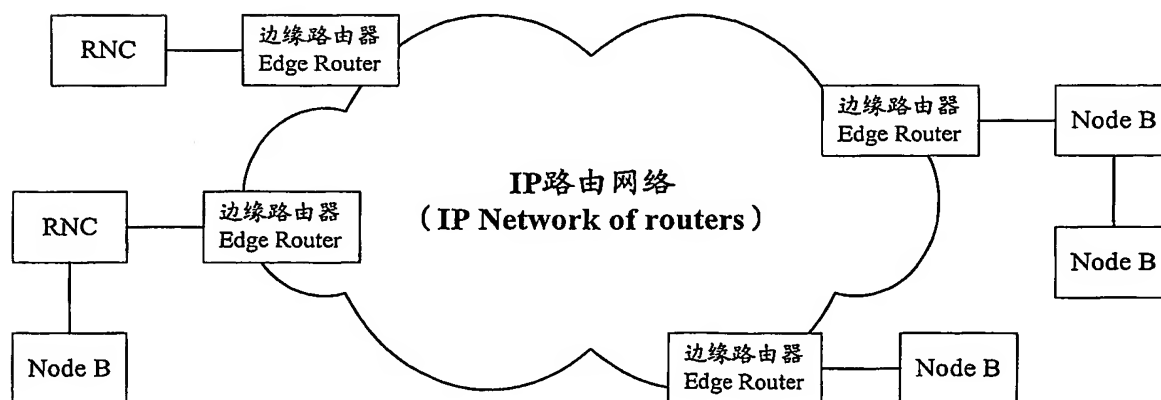 RNC
边缘路由器
Edge Router
边缘路由器
Edge Router
Node B
IP路由网络
（IP Network of routers）
RNC
边缘路由器
Edge Router
Node B
Node B
边缘路由器
Edge Router
Node B